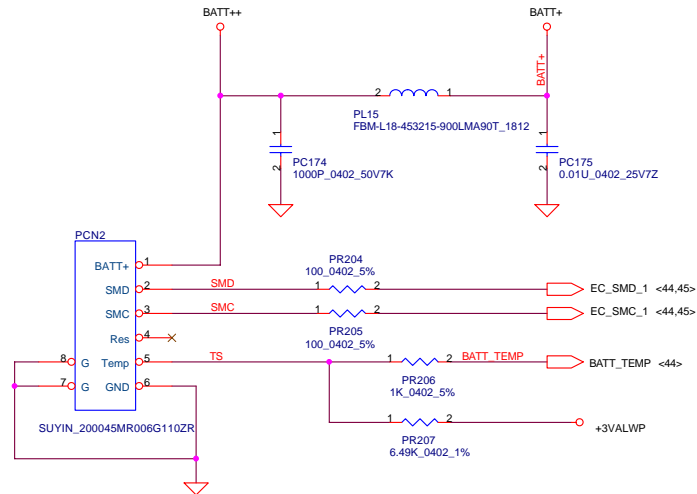 BATT++
BATT+
BATT+
2
1
PL15
FBM-L18-453215-900LMA90T_1812
1
2
PC174
1000P_0402_50V7K
1
2
PC175
0.01U_0402_25V7Z
PCN2
BATT+
1
SMD
2
SMC
3
Res
4
Temp
5
GND
6
8
G
7
G
SUYIN_200045MR006G110ZR
SMD
PR204
100_0402_5%
1
2
EC_SMD_1 <44,45>
SMC
1
2
EC_SMC_1 <44,45>
PR205
100_0402_5%
TS
1
2
BATT_TEMP
BATT_TEMP <44>
PR206
1K_0402_5%
1
2
+3VALWP
PR207
6.49K_0402_1%